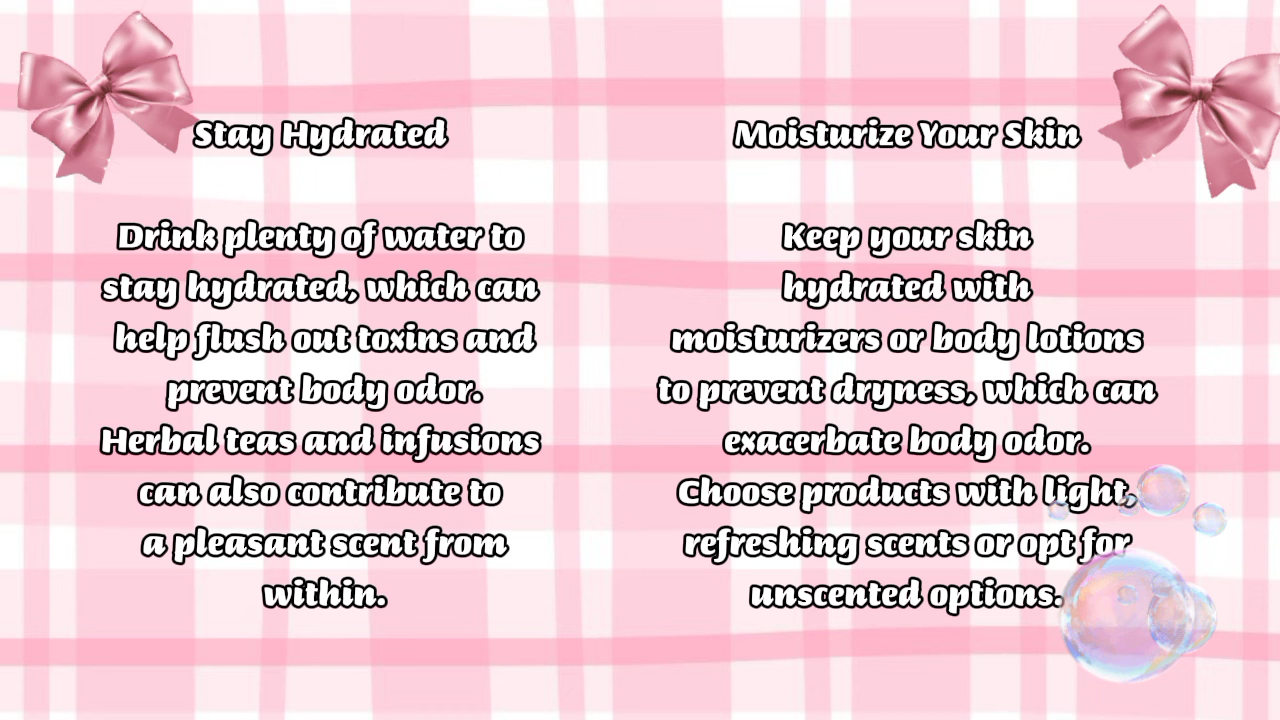 Stay Hydrated
Drink plenty of water to
stay hydrated, which can
help flush out toxins and
prevent body odor.
Herbal teas and infusions
can also contribute to
a pleasant scent from
within.
Moisturize Your Skin
Keep your skin
hydrated with
moisturizers or body lotions
to prevent dryness, which can
exacerbate body odor.
Choose products with light,
refreshing scents or opt for
unscented options.